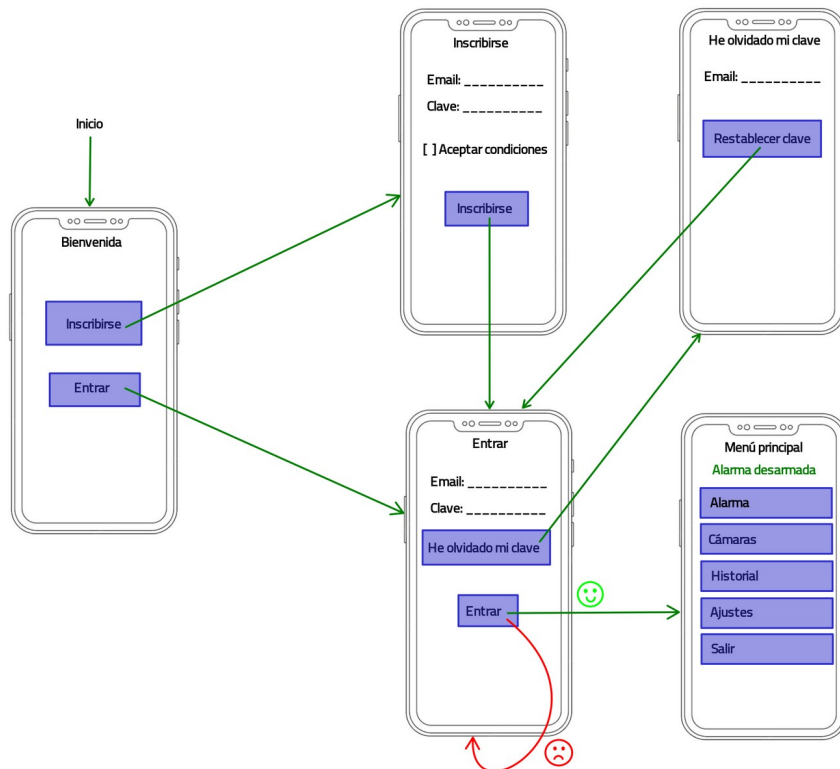 Inicio
Bienvenida
Inscribirse
Entrar
Inscribirse
Email: __________
Clave: __________
[ ] Aceptar condiciones
Inscribirse
He olvidado mi clave
Email: __________
Restablecer clave
Entrar
Email: __________
Clave: __________
He olvidado mi clave
Entrar
Menú principal
Alarma desarmada
Alarma
Cámaras
Historial
Ajustes
Salir